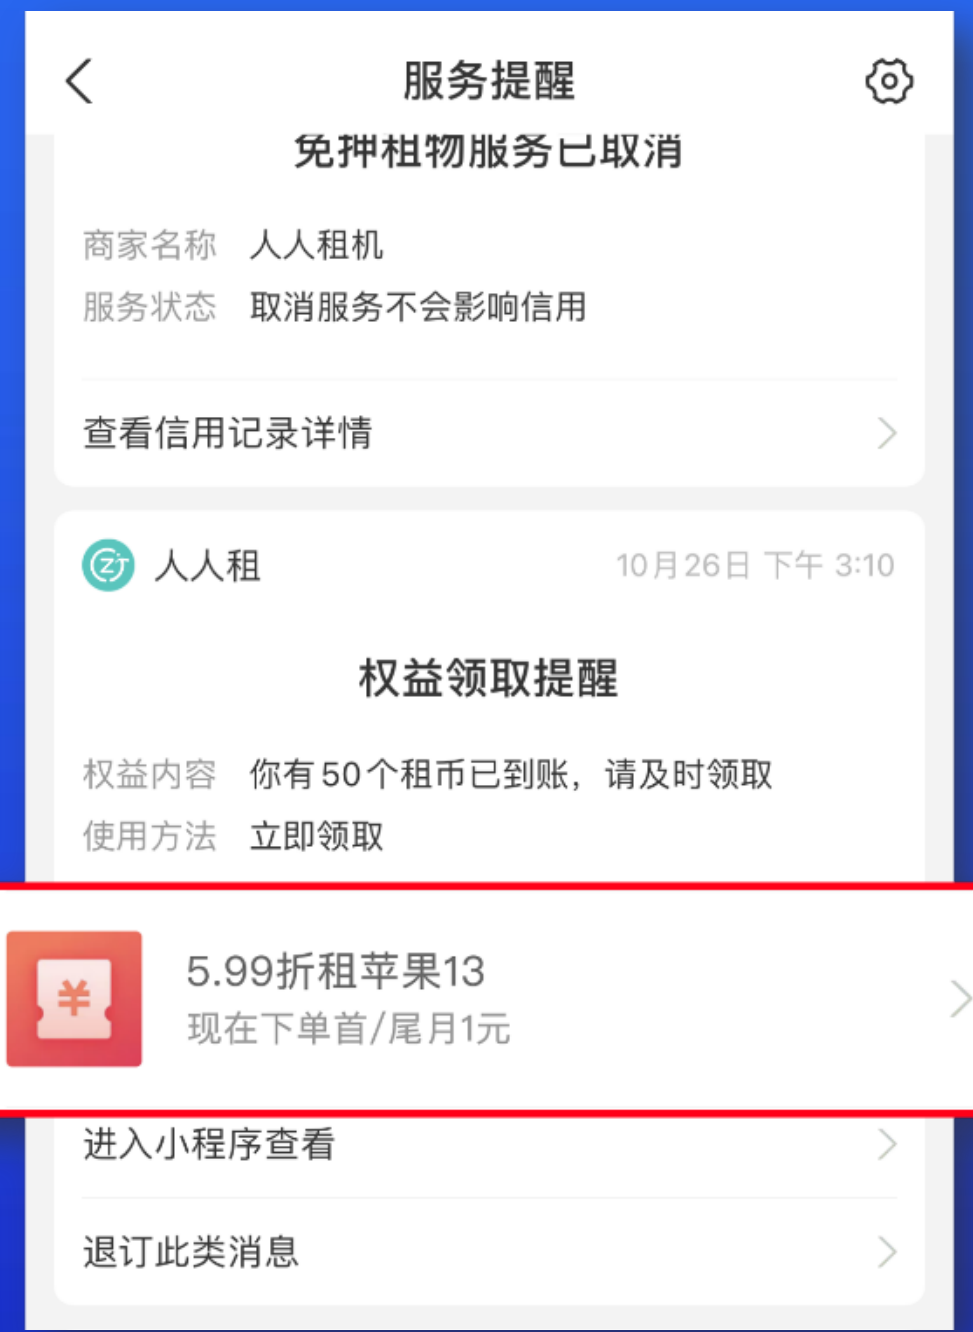 服务提醒
免押租物服务已取消
商家名称 人人租机
服务状态 取消服务不会影响信用
查看信用记录详情
人人租 10月26日 下午 3:10
权益领取提醒
权益内容 你有50个租币已到账，请及时领取
使用方法 立即领取
5.99折租苹果13
现在下单首/尾月1元
进入小程序查看
退订此类消息